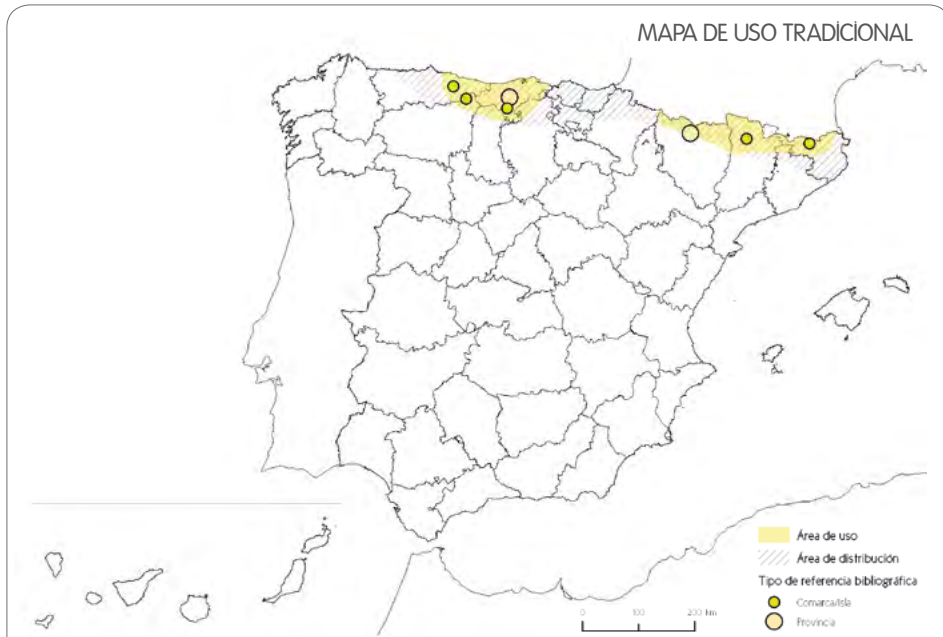 MAPA DE USO TRADICIONAL
Área de uso
Área de distribución
Tipo de referencia bibliográfica
Comarca/Isla
Provincia
0 100 200 km